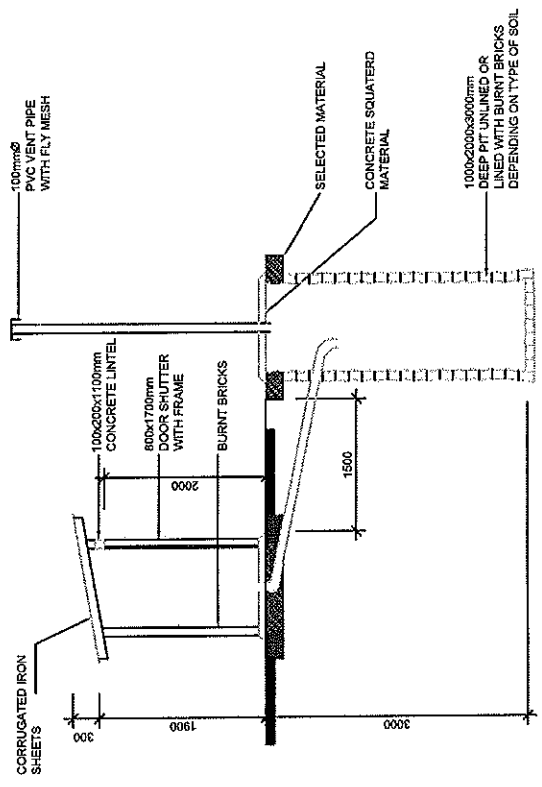 CORRUGATED IRON
SHEETS
300
1900
3000
2000
1500
100x200x1100mm
CONCRETE LINTEL
800x1700mm
DOOR SHUTTER
WITH FRAME
BURNT BRICKS
100mmØ
PVC VENT PIPE
WITH FLY MESH
SELECTED MATERIAL
CONCRETE SQUATERD
MATERIAL
1000x2000x3000mm
DEEP PIT UNLINED OR
LINED WITH BURNT BRICKS
DEPENDING ON TYPE OF SOIL